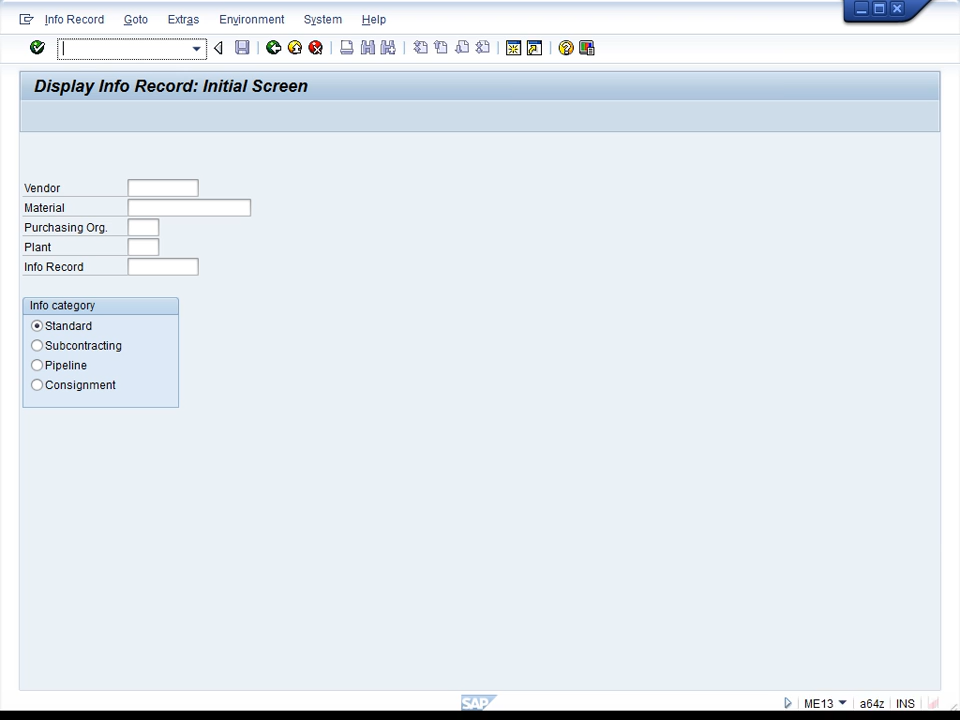 Info Record Goto Extras Environment System Help
Display Info Record: Initial Screen
Vendor
Material
Purchasing Org.
Plant
Info Record
Info category
Standard
Subcontracting
Pipeline
Consignment
SAP
ME13 a64z INS